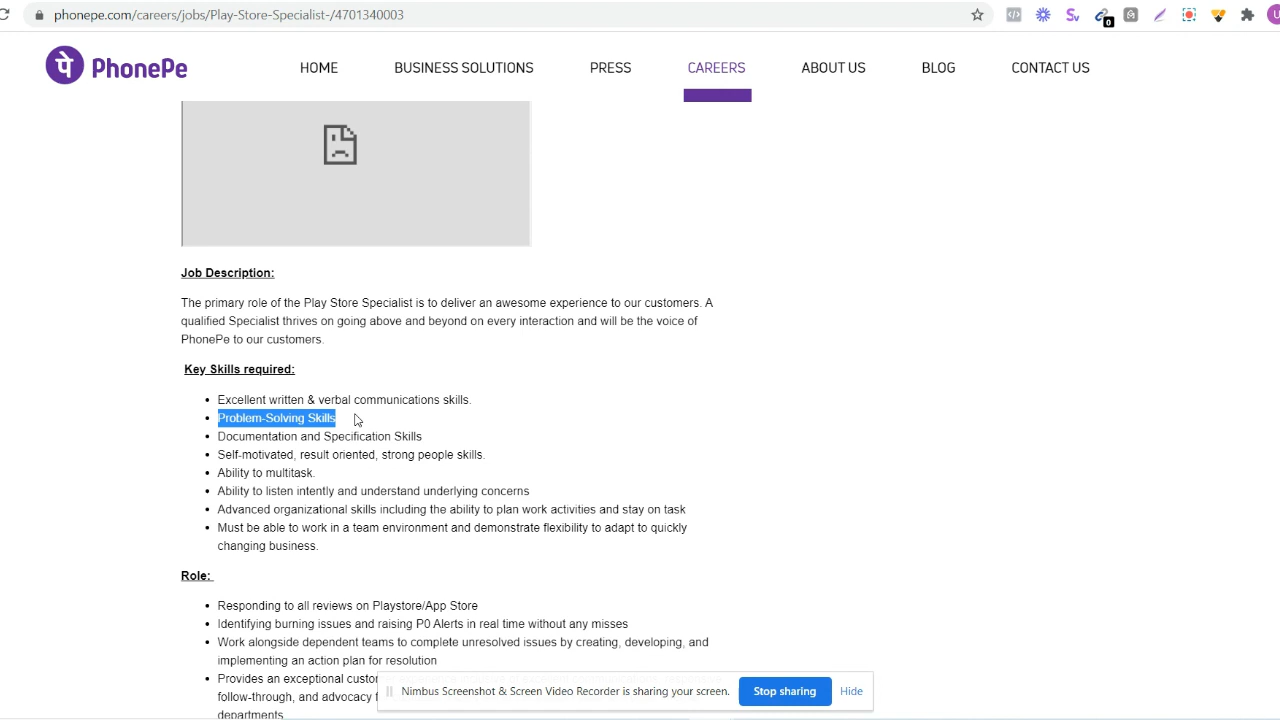 phonepe.com/careers/jobs/Play-Store-Specialist-/4701340003
पे PhonePe
HOME BUSINESS SOLUTIONS PRESS CAREERS ABOUT US BLOG CONTACT US
Job Description:
The primary role of the Play Store Specialist is to deliver an awesome experience to our customers. A
qualified Specialist thrives on going above and beyond on every interaction and will be the voice of
PhonePe to our customers.
Key Skills required:
• Excellent written & verbal communications skills.
• Problem-Solving Skills
• Documentation and Specification Skills
• Self-motivated, result oriented, strong people skills.
• Ability to multitask.
• Ability to listen intently and understand underlying concerns
• Advanced organizational skills including the ability to plan work activities and stay on task
• Must be able to work in a team environment and demonstrate flexibility to adapt to quickly
changing business.
Role:
• Responding to all reviews on Playstore/App Store
• Identifying burning issues and raising P0 Alerts in real time without any misses
• Work alongside dependent teams to complete unresolved issues by creating, developing, and
implementing an action plan for resolution
• Provides an exceptional
follow-through, and advocacy
departments
Nimbus Screenshot & Screen Video Recorder is sharing your screen. Stop sharing Hide